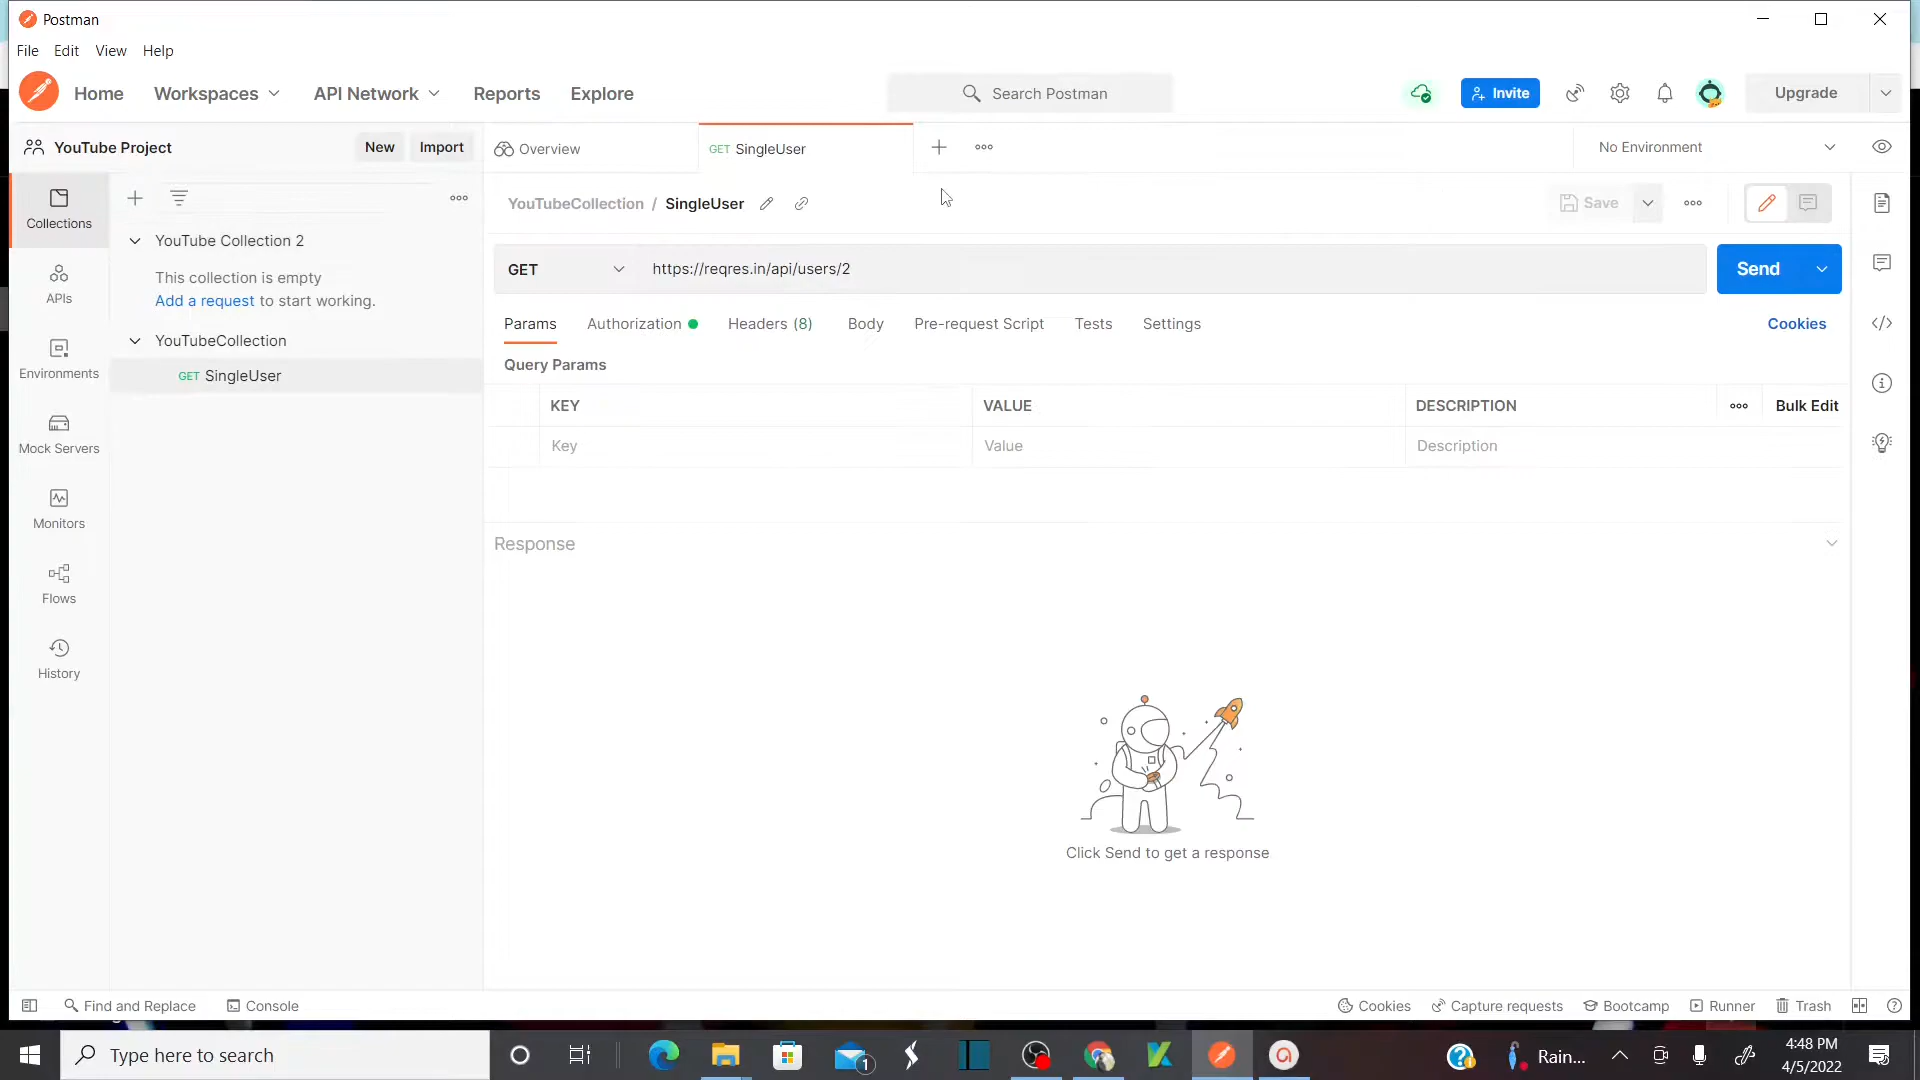 Postman
File Edit View Help
Home Workspaces API Network Reports Explore Search Postman Invite Upgrade
YouTube Project New Import Overview GET SingleUser No Environment
Collections
YouTubeCollection / SingleUser Save
YouTube Collection 2
This collection is empty
Add a request to start working.
YouTubeCollection
GET SingleUser
APIs
Environments
Mock Servers
Monitors
Flows
History
GET https://reqres.in/api/users/2 Send
Params Authorization Headers (8) Body Pre-request Script Tests Settings Cookies
Query Params
KEY VALUE DESCRIPTION Bulk Edit
Key Value Description
Response
Click Send to get a response
Find and Replace Console Cookies Capture requests Bootcamp Runner Trash
Type here to search 1 Rain... 4:48 PM
4/5/2022